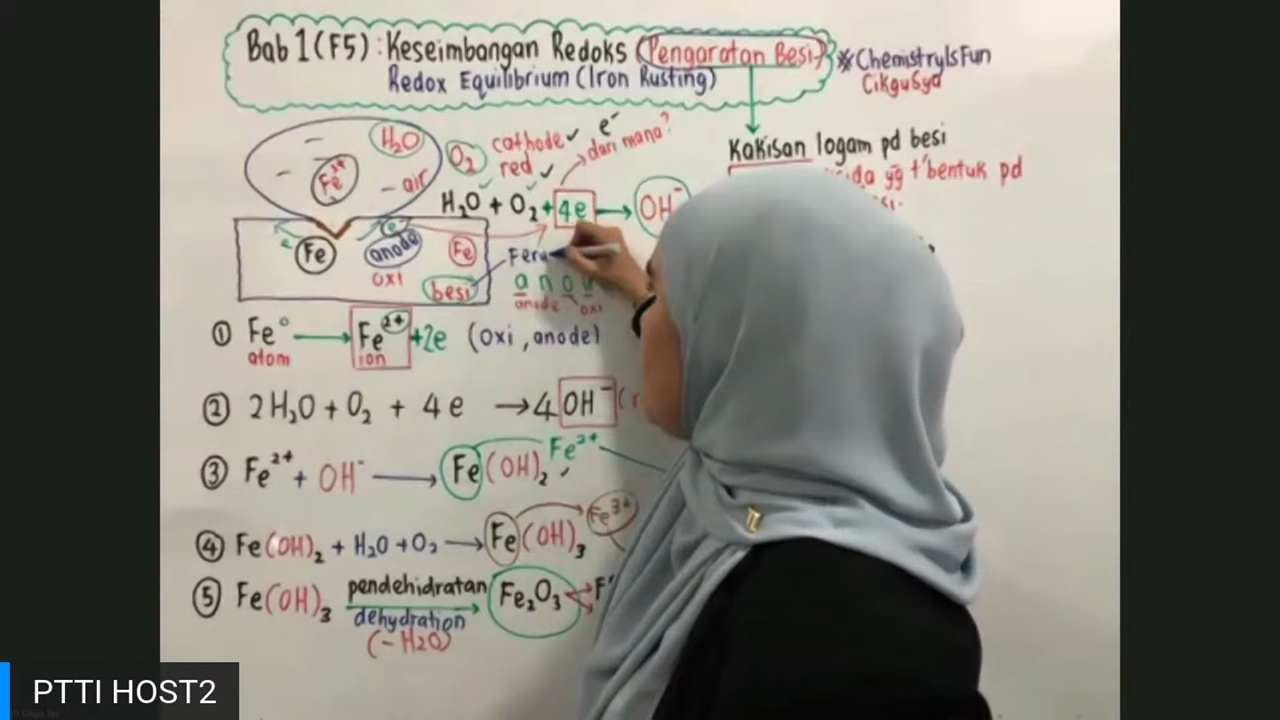 Bab 1 (F5) : Keseimbangan Redoks (Pengaratan Besi)
Redox Equilibrium (Iron Rusting)
*ChemistryIsFun
CikguSya
Kakisan logam pd besi
yg t'bentuk pd
H₂O
Fe³⁺
air
O₂
cathode ✓
red ✓
e⁻
dari mana?
H₂O + O₂ + 4e → OH⁻
Fe
e
anode
oxi
Fe
besi
anode
oxi
① Fe⁰ → Fe²⁺ + 2e (oxi, anode)
atom
ion
② 2H₂O + O₂ + 4e → 4OH⁻
③ Fe²⁺ + OH⁻ → Fe(OH)₂ ✓
Fe²⁺
④ Fe(OH)₂ + H₂O + O₂ → Fe(OH)₃
Fe³⁺
⑤ Fe(OH)₃ pendehidratan → Fe₂O₃
dehydration
(- H₂O)
PTTI HOST2